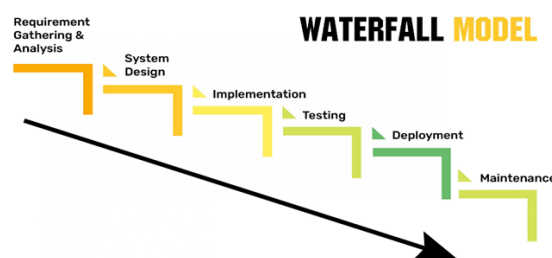 WATERFALL MODEL
Requirement
Gathering &
Analysis
System
Design
Implementation
Testing
Deployment
Maintenance